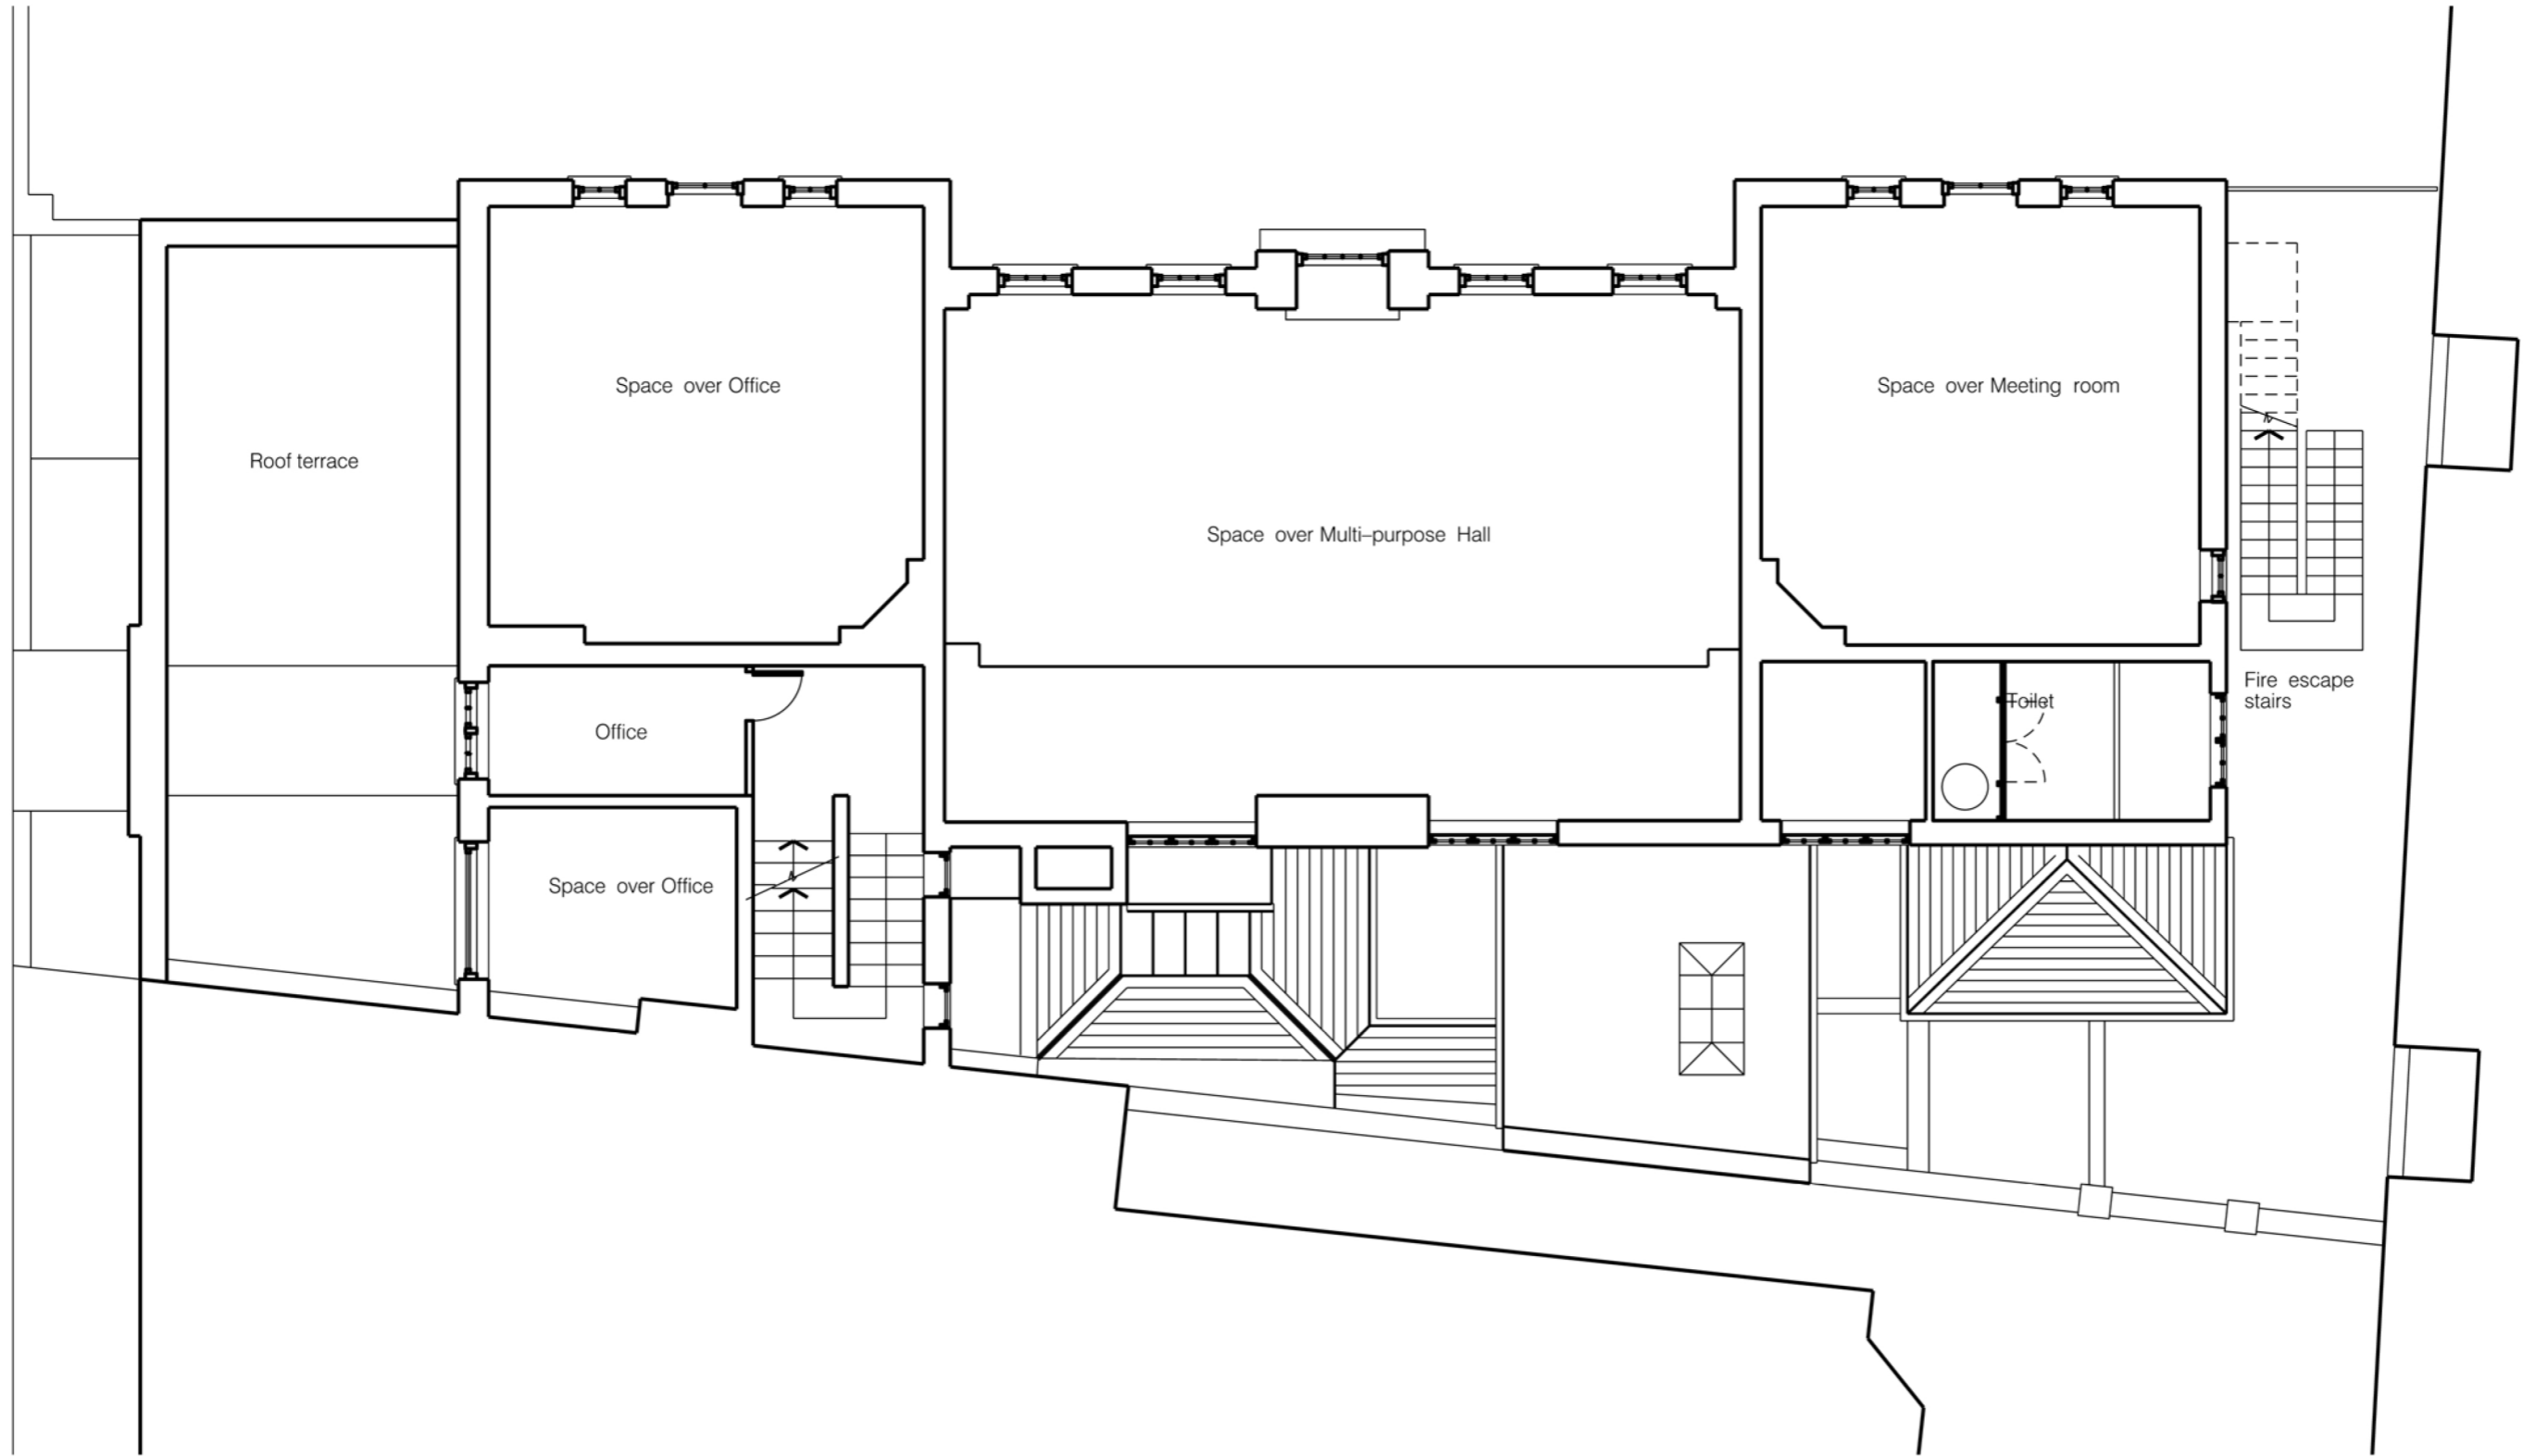 Space over Office
Space over Meeting room
Roof terrace
Space over Multi-purpose Hall
Fire escape
stairs
Toilet
Office
Space over Office